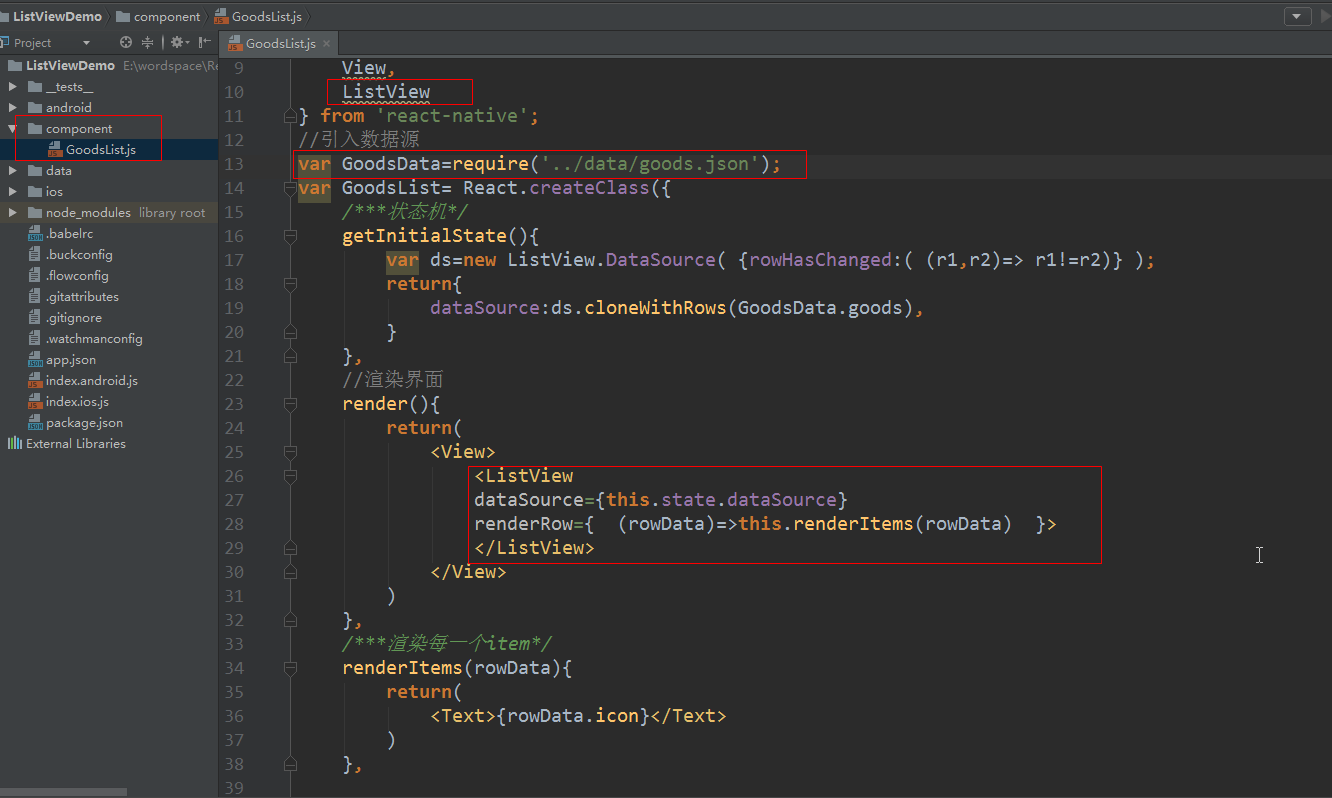 ListViewDemo component GoodsList.js
Project GoodsList.js
ListViewDemo E:\wordspace\Re
__tests__
android
component
GoodsList.js
data
ios
node_modules library root
.babelrc
.buckconfig
.flowconfig
.gitattributes
.gitignore
.watchmanconfig
app.json
index.android.js
index.ios.js
package.json
External Libraries
9 View,
10 ListView
11 } from 'react-native';
12 //引入数据源
13 var GoodsData=require('../data/goods.json');
14 var GoodsList= React.createClass({
15 /***状态机*/
16 getInitialState(){
17 var ds=new ListView.DataSource( {rowHasChanged:( (r1,r2)=> r1!=r2)} );
18 return{
19 dataSource:ds.cloneWithRows(GoodsData.goods),
20 }
21 },
22 //渲染界面
23 render(){
24 return(
25 <View>
26 <ListView
27 dataSource={this.state.dataSource}
28 renderRow={ (rowData)=>this.renderItems(rowData) }>
29 </ListView>
30 </View>
31 )
32 },
33 /***渲染每一个item*/
34 renderItems(rowData){
35 return(
36 <Text>{rowData.icon}</Text>
37 )
38 },
39